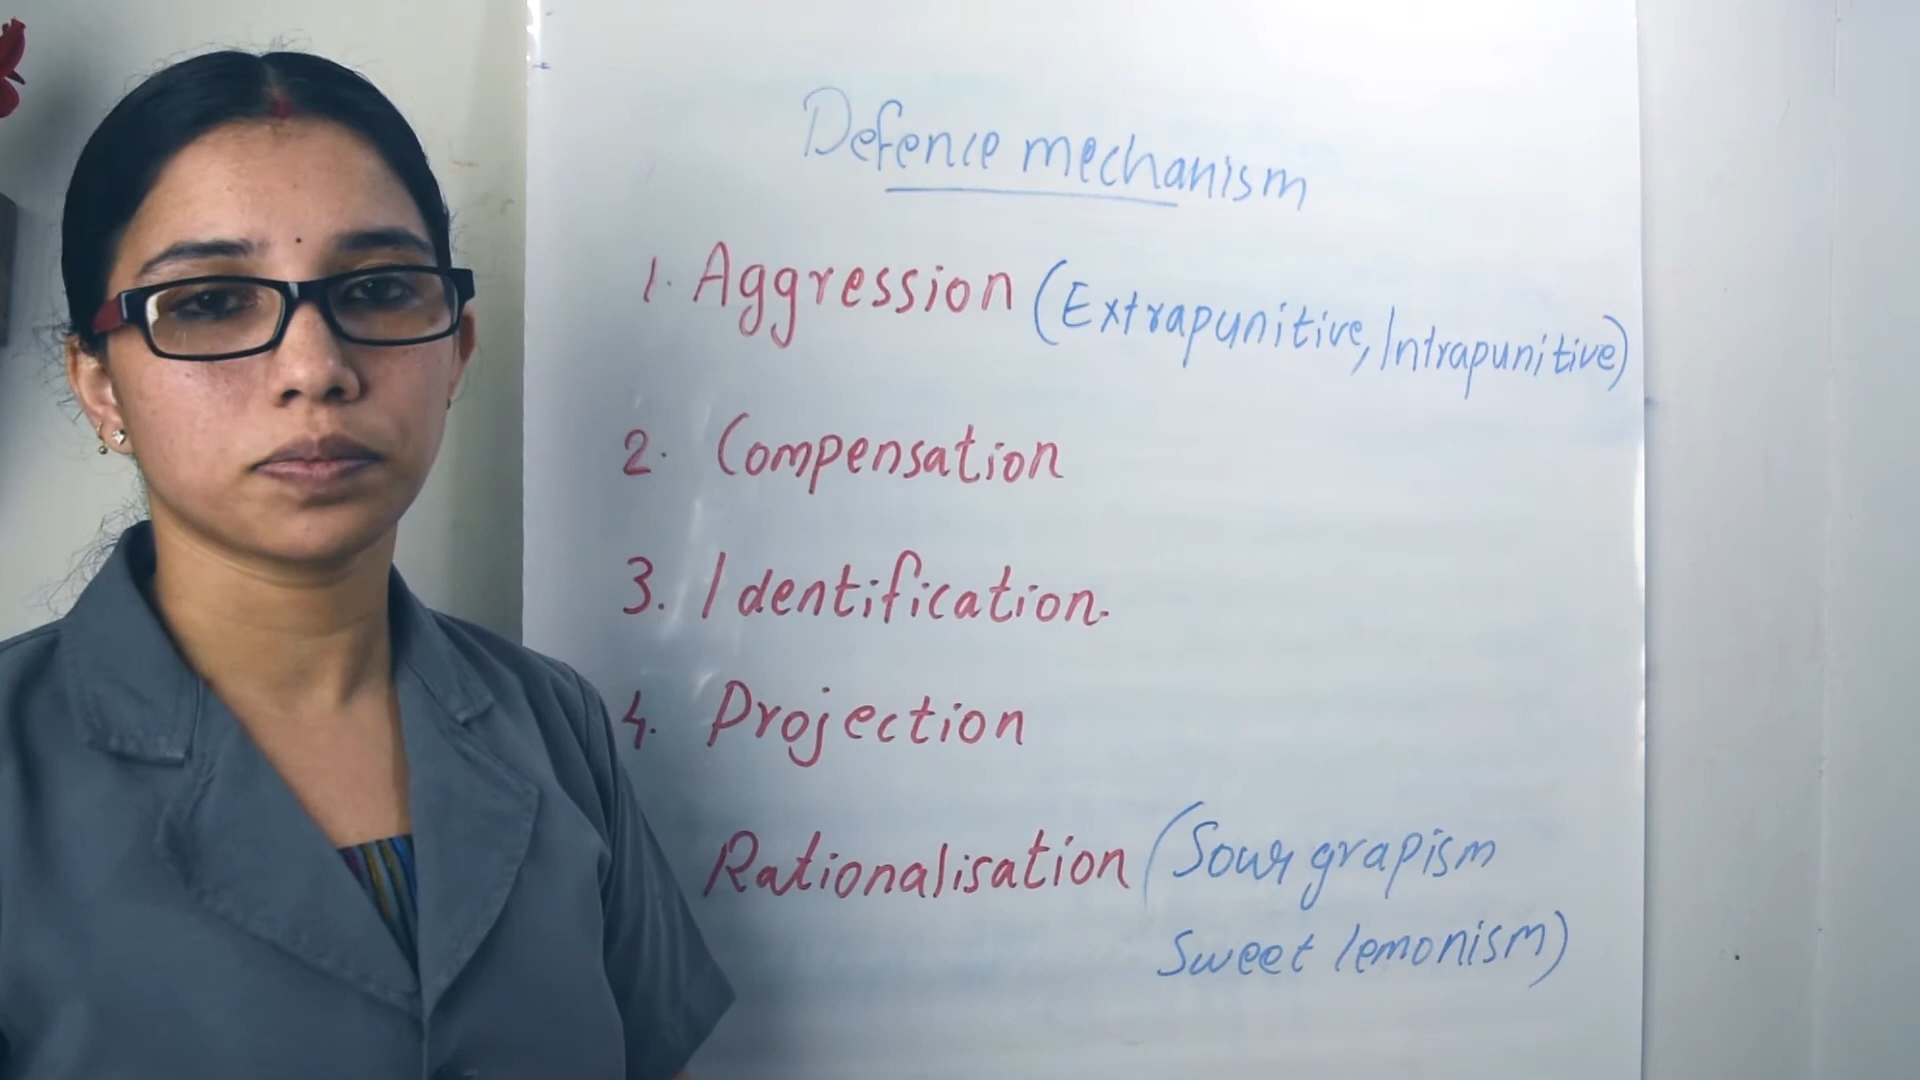 Defence mechanism
1. Aggression (Extrapunitive, Intrapunitive)
2. Compensation
3. Identification.
4. Projection
Rationalisation (Sour grapism
Sweet lemonism)